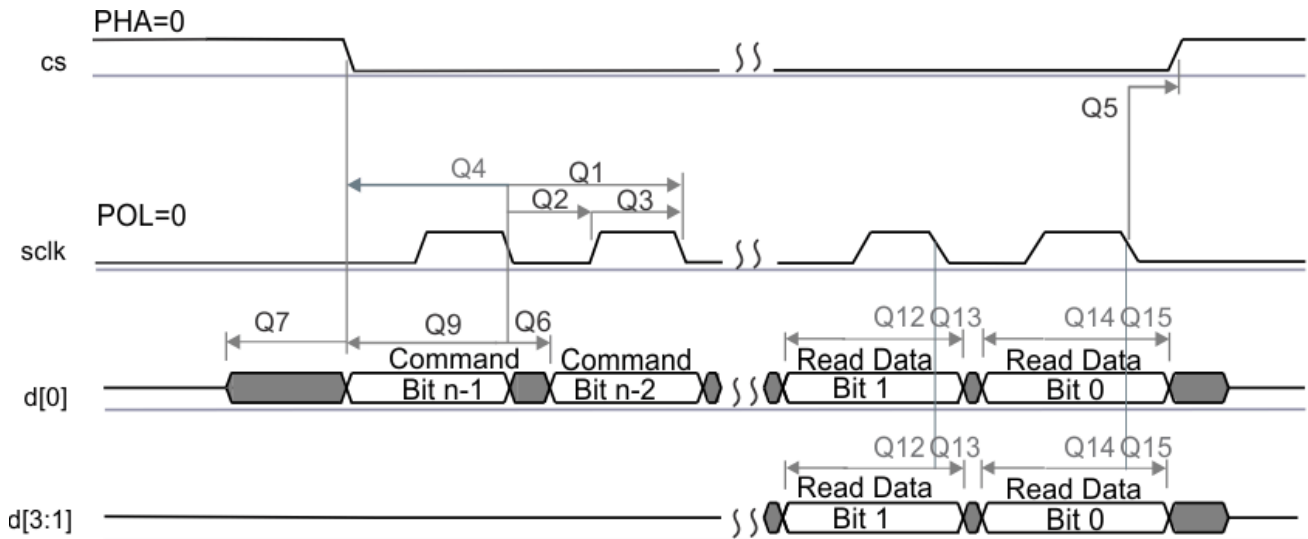 PHA=0
cs
Q5
Q4 Q1
Q2 Q3
POL=0
sclk
Q7 Q9 Q6 Q12 Q13 Q14 Q15
Command Command Read Data Read Data
d[0] Bit n-1 Bit n-2 Bit 1 Bit 0
Q12 Q13 Q14 Q15
Read Data Read Data
d[3:1] Bit 1 Bit 0